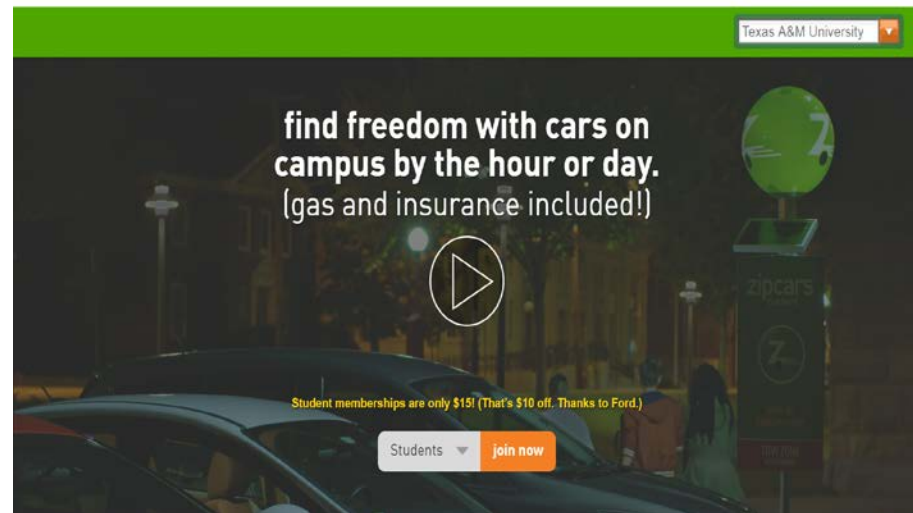 Texas A&M University
find freedom with cars on
campus by the hour or day.
(gas and insurance included!)
zipcars
Student memberships are only $15! (That's $10 off. Thanks to Ford.)
Students join now